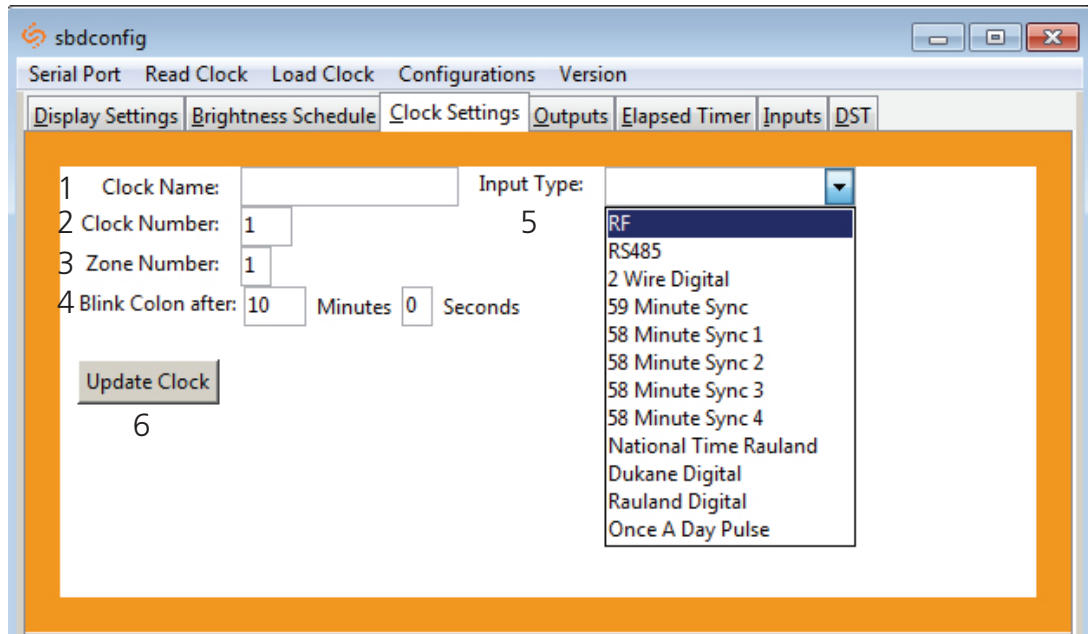 sbdconfig
Serial Port Read Clock Load Clock Configurations Version
Display Settings Brightness Schedule Clock Settings Outputs Elapsed Timer Inputs DST
1 Clock Name: Input Type:
2 Clock Number: 1 5 RF
RS485
3 Zone Number: 1 2 Wire Digital
4 Blink Colon after: 10 Minutes 0 Seconds 59 Minute Sync
58 Minute Sync 1
58 Minute Sync 2
Update Clock 58 Minute Sync 3
6 58 Minute Sync 4
National Time Rauland
Dukane Digital
Rauland Digital
Once A Day Pulse